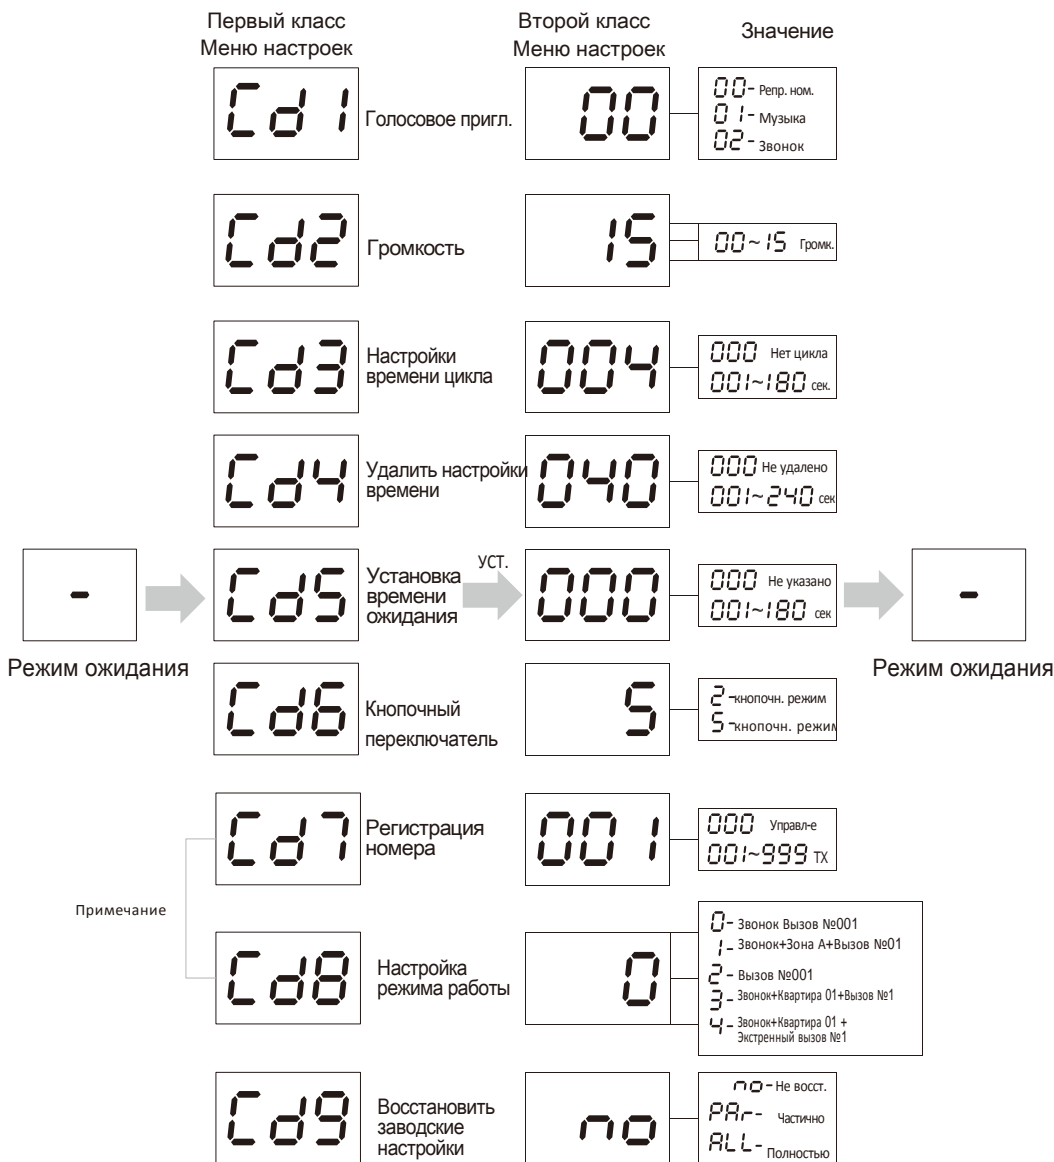 Первый класс
Меню настроек
Второй класс
Меню настроек
Значение
Cd1
Голосовое пригл.
00
00- Репр. ном.
01- Музыка
02- Звонок
Cd2
Громкость
15
00~15 Громк.
Cd3
Настройки
времени цикла
004
000 Нет цикла
001~180 сек.
Cd4
Удалить настройки
времени
040
000 Не удалено
001~240 сек
-
Режим ожидания
Cd5
Установка
времени
ожидания
УСТ.
000
000 Не указано
001~180 сек
-
Режим ожидания
Cd6
Кнопочный
переключатель
5
2-кнопочн. режим
5-кнопочн. режим
Примечание
Cd7
Регистрация
номера
001
000 Управл-е
001~999 TX
Cd8
Настройка
режима работы
0
0- Звонок Вызов №001
1- Звонок+Зона А+Вызов №01
2- Вызов №001
3- Звонок+Квартира 01+Вызов №1
4- Звонок+Квартира 01 +
Экстренный вызов №1
Cd9
Восстановить
заводские
настройки
no
no- Не восст.
PAr- Частично
ALL- Полностью